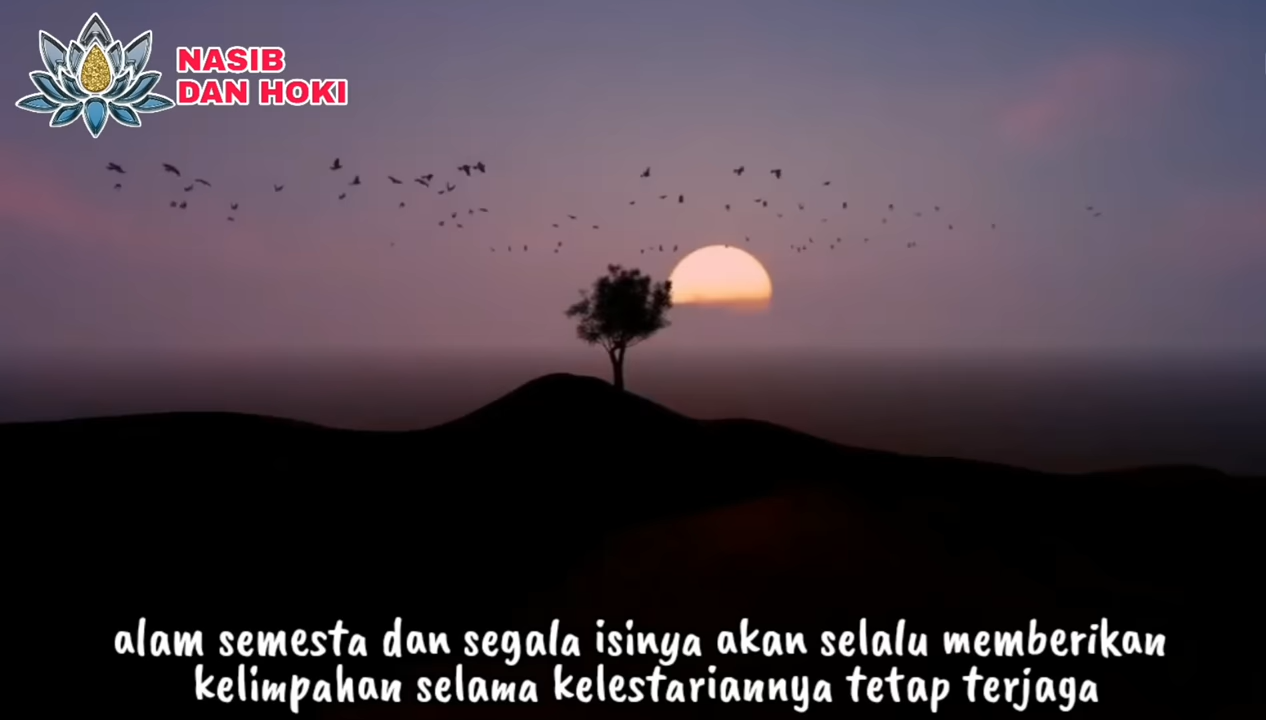 NASIB
DAN HOKI
alam semesta dan segala isinya akan selalu memberikan
kelimpahan selama kelestariannya tetap terjaga